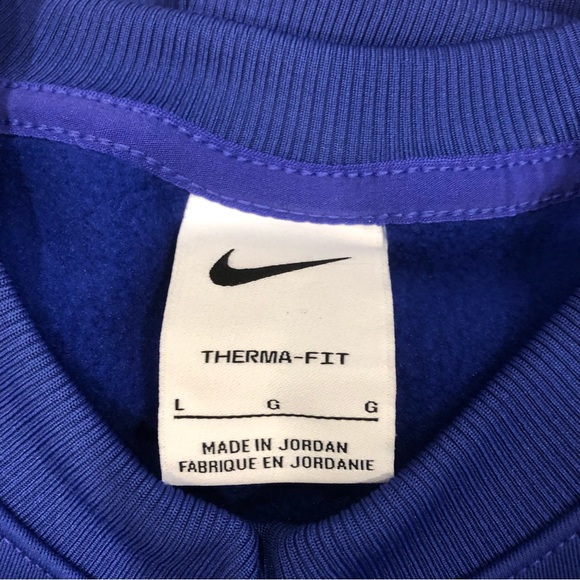 THERMA-FIT
L G G
MADE IN JORDAN
FABRIQUE EN JORDANIE